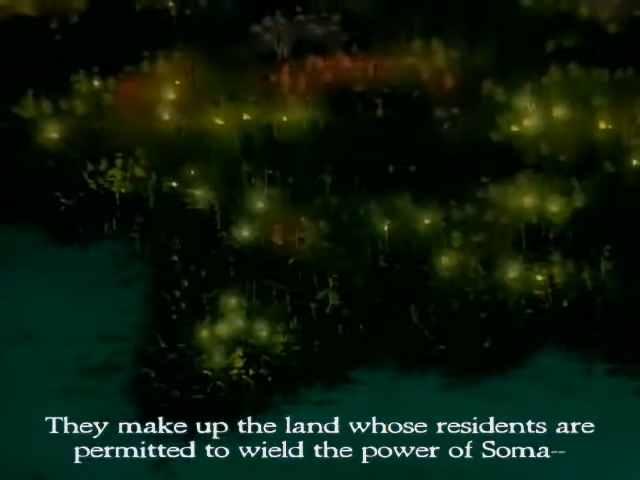 They make up the land whose residents are
permitted to wield the power of Soma--